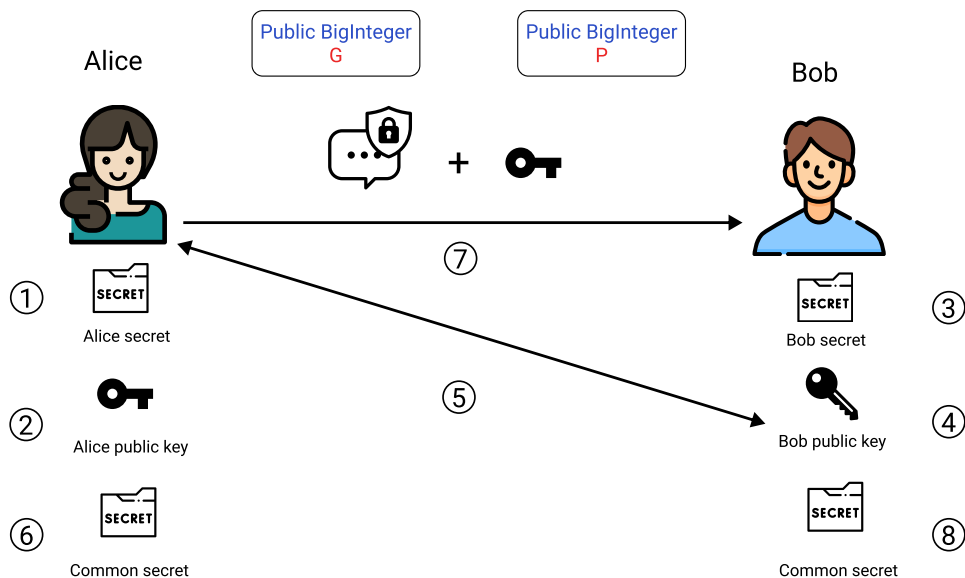 Public BigInteger
G
Public BigInteger
P
Alice
Bob
7
1
SECRET
Alice secret
SECRET
Bob secret
3
5
2
Alice public key
Bob public key
4
6
SECRET
Common secret
SECRET
Common secret
8